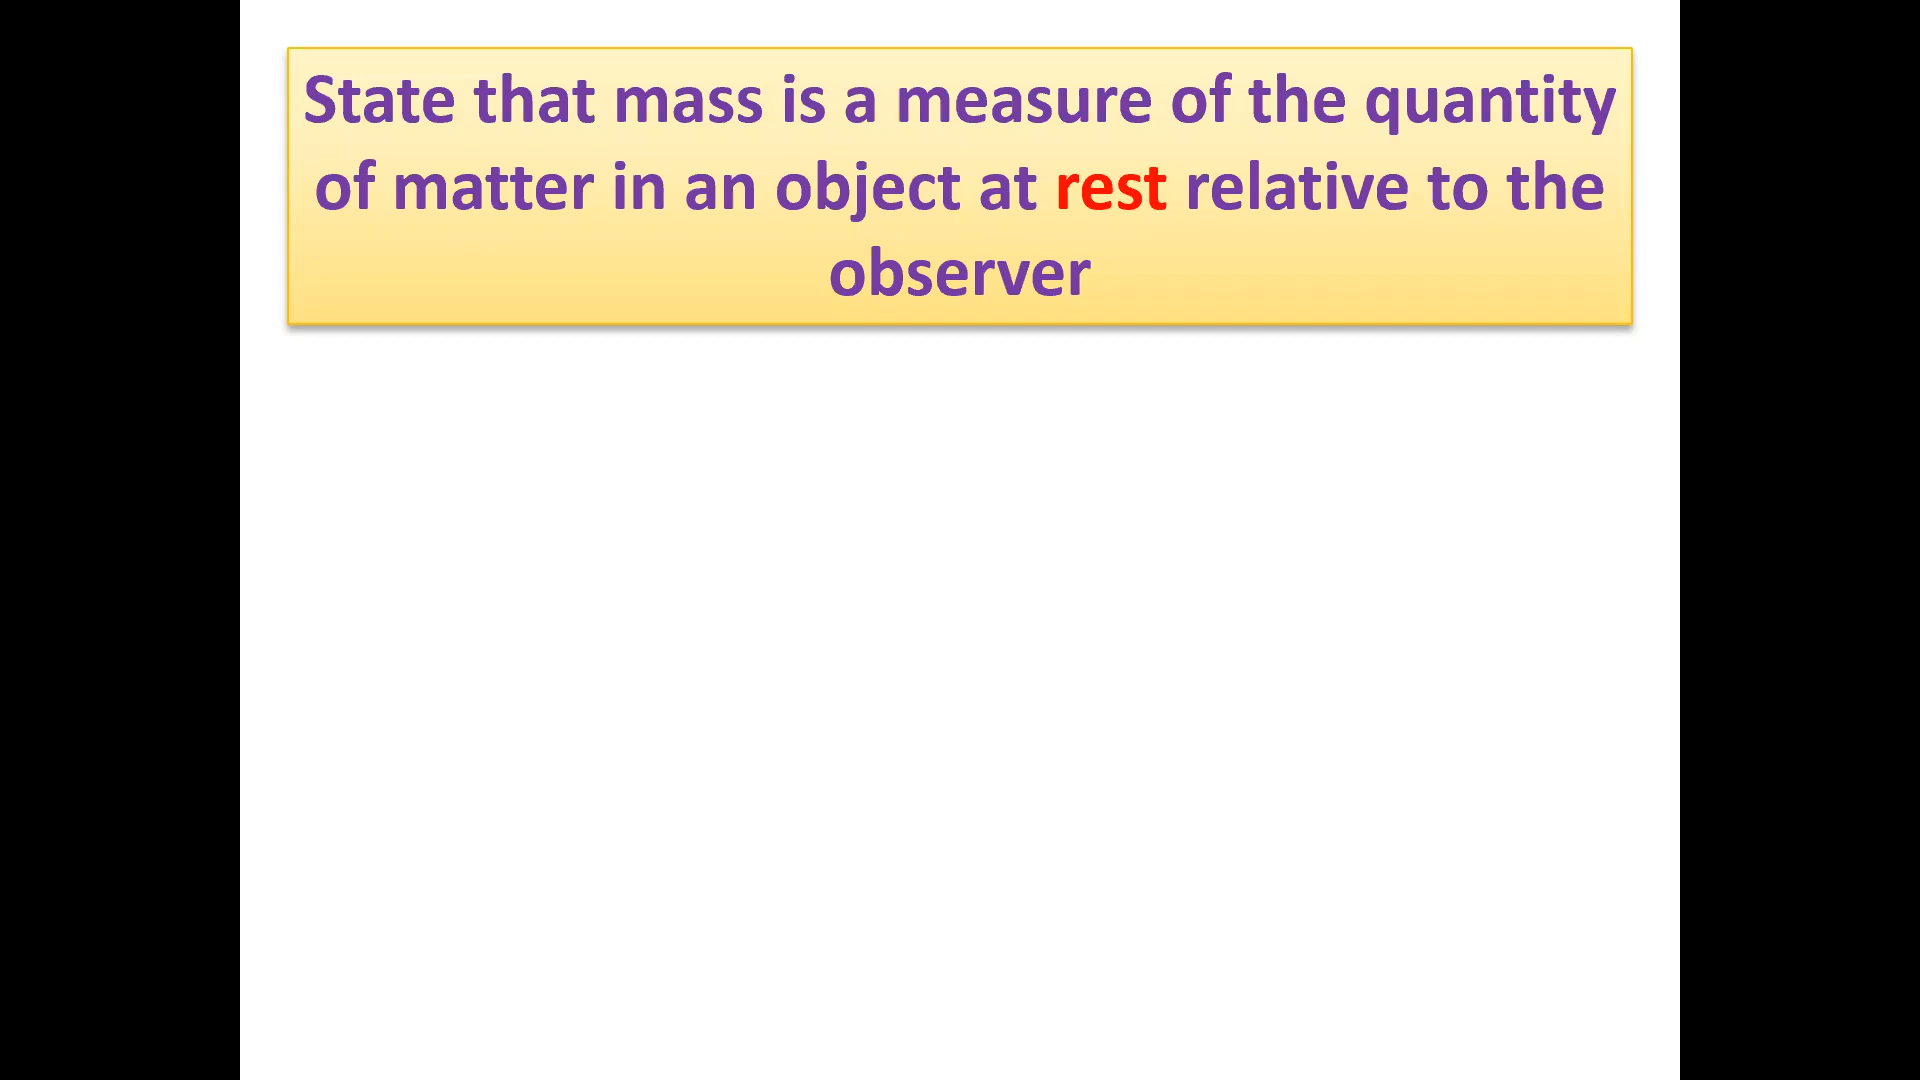 State that mass is a measure of the quantity
of matter in an object at rest relative to the
observer